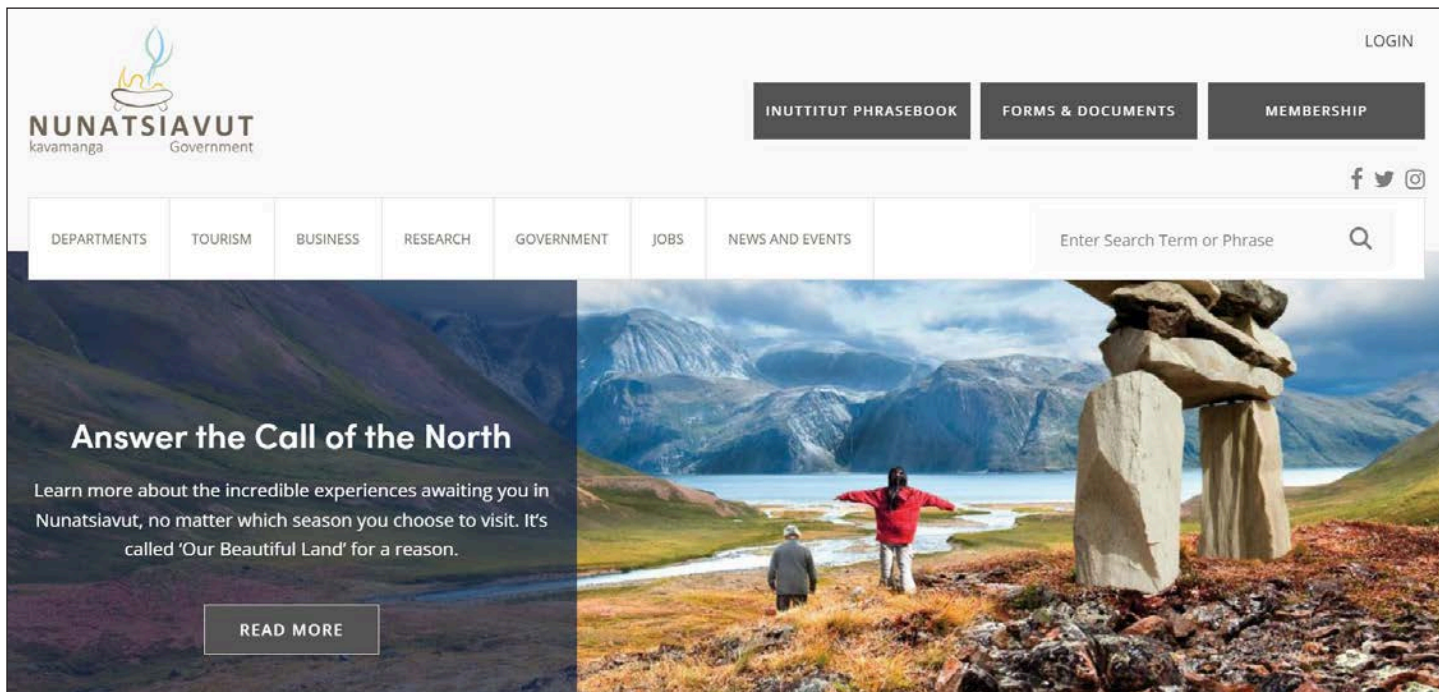 LOGIN
NUNATSIAVUT
kavamanga Government
INUTTITUT PHRASEBOOK
FORMS & DOCUMENTS
MEMBERSHIP
DEPARTMENTS
TOURISM
BUSINESS
RESEARCH
GOVERNMENT
JOBS
NEWS AND EVENTS
Enter Search Term or Phrase
Answer the Call of the North
Learn more about the incredible experiences awaiting you in
Nunatsiavut, no matter which season you choose to visit. It's
called 'Our Beautiful Land' for a reason.
READ MORE